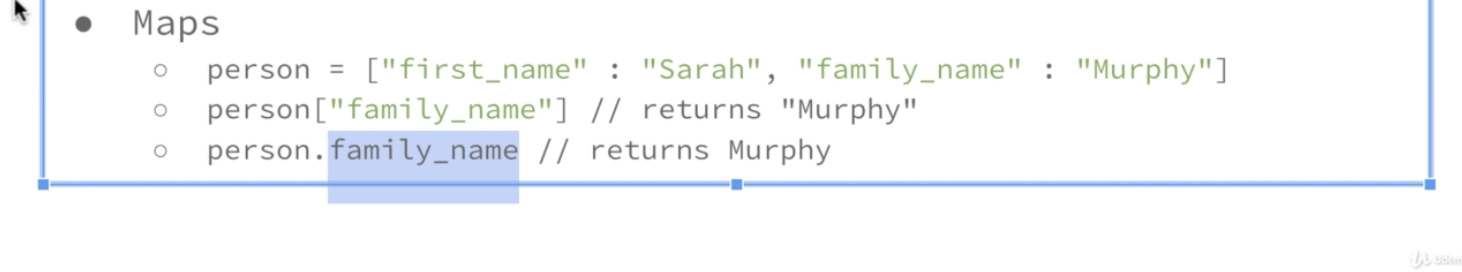 ● Maps
○ person = ["first_name" : "Sarah", "family_name" : "Murphy"]
○ person["family_name"] // returns "Murphy"
○ person.family_name // returns Murphy